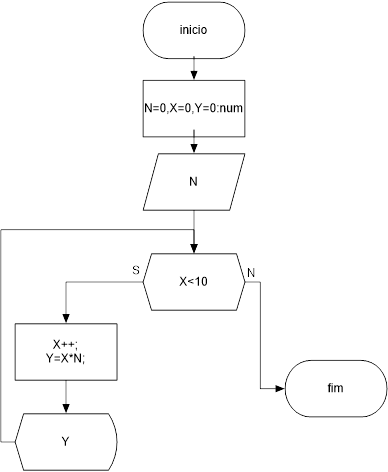 inicio
N=0,X=0,Y=0:num
N
X<10
S
N
X++;
Y=X*N;
fim
Y